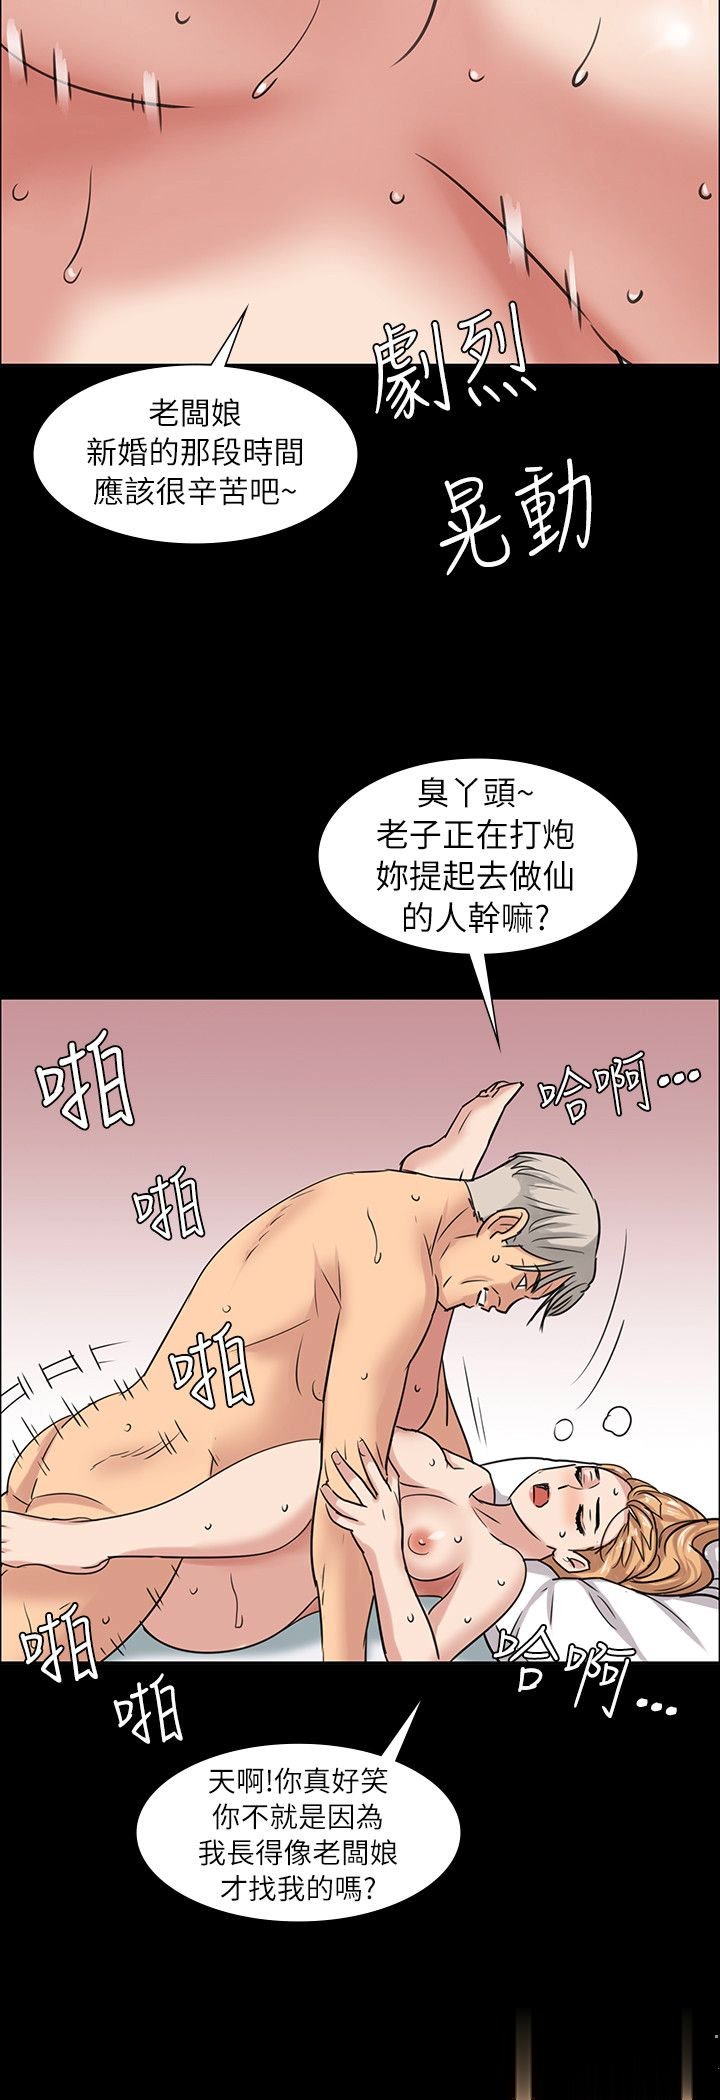 劇烈
老闆娘
新婚的那段時間
應該很辛苦吧~
晃動
臭丫頭~
老子正在打炮
妳提起去做仙
的人幹嘛?
啪
哈啊...
啪
啪
啪
哈啊...
啪
天啊!你真好笑
你不就是因為
我長得像老闆娘
才找我的嗎?